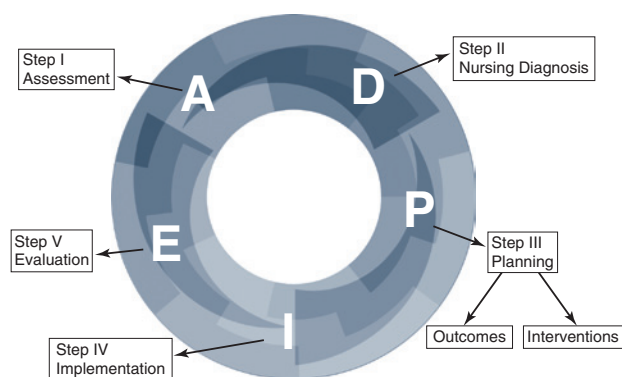 Step I
Assessment
A
D
Step II
Nursing Diagnosis
P
Step III
Planning
Outcomes
Interventions
I
Step IV
Implementation
E
Step V
Evaluation